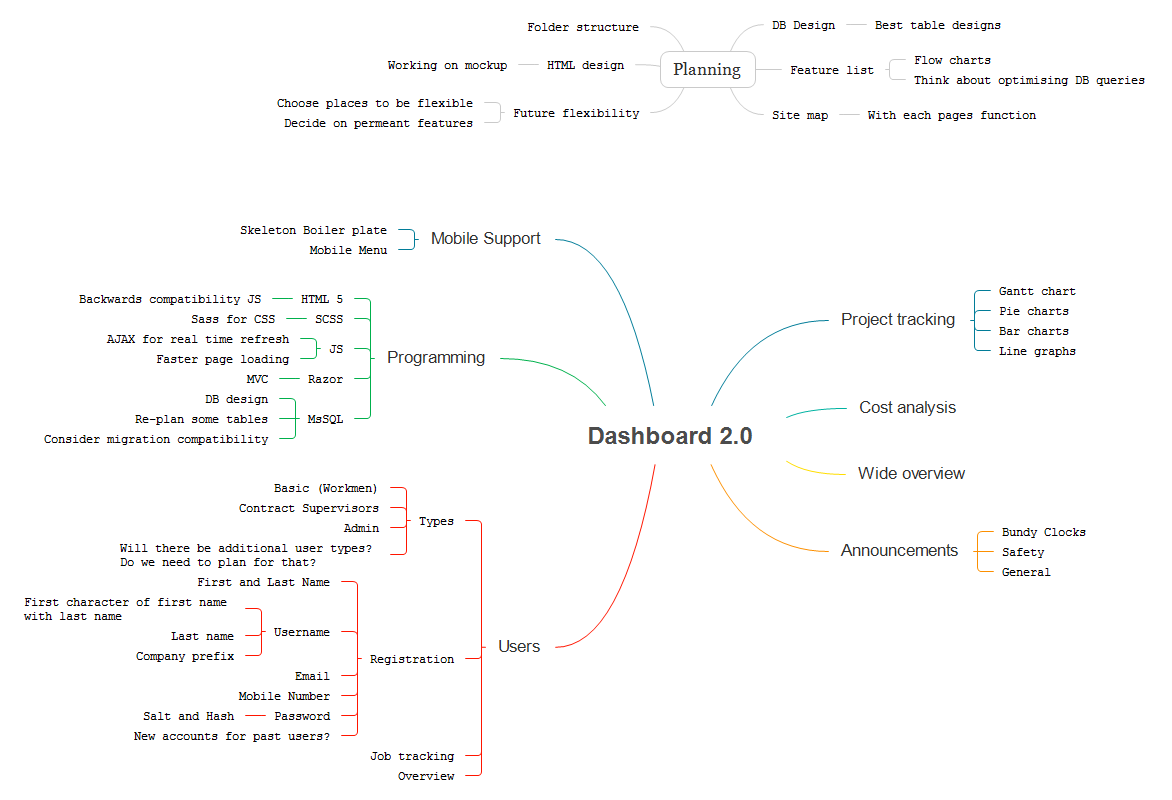 Planning
Folder structure
HTML design
Working on mockup
Future flexibility
Choose places to be flexible
Decide on permeant features
DB Design
Best table designs
Feature list
Flow charts
Think about optimising DB queries
Site map
With each pages function
Dashboard 2.0
Mobile Support
Skeleton Boiler plate
Mobile Menu
Programming
HTML 5
Backwards compatibility JS
SCSS
Sass for CSS
JS
AJAX for real time refresh
Faster page loading
Razor
MVC
MsSQL
DB design
Re-plan some tables
Consider migration compatibility
Users
Types
Basic (Workmen)
Contract Supervisors
Admin
Will there be additional user types?
Do we need to plan for that?
Registration
First and Last Name
Username
First character of first name
with last name
Last name
Company prefix
Email
Mobile Number
Password
Salt and Hash
New accounts for past users?
Job tracking
Overview
Project tracking
Gantt chart
Pie charts
Bar charts
Line graphs
Cost analysis
Wide overview
Announcements
Bundy Clocks
Safety
General